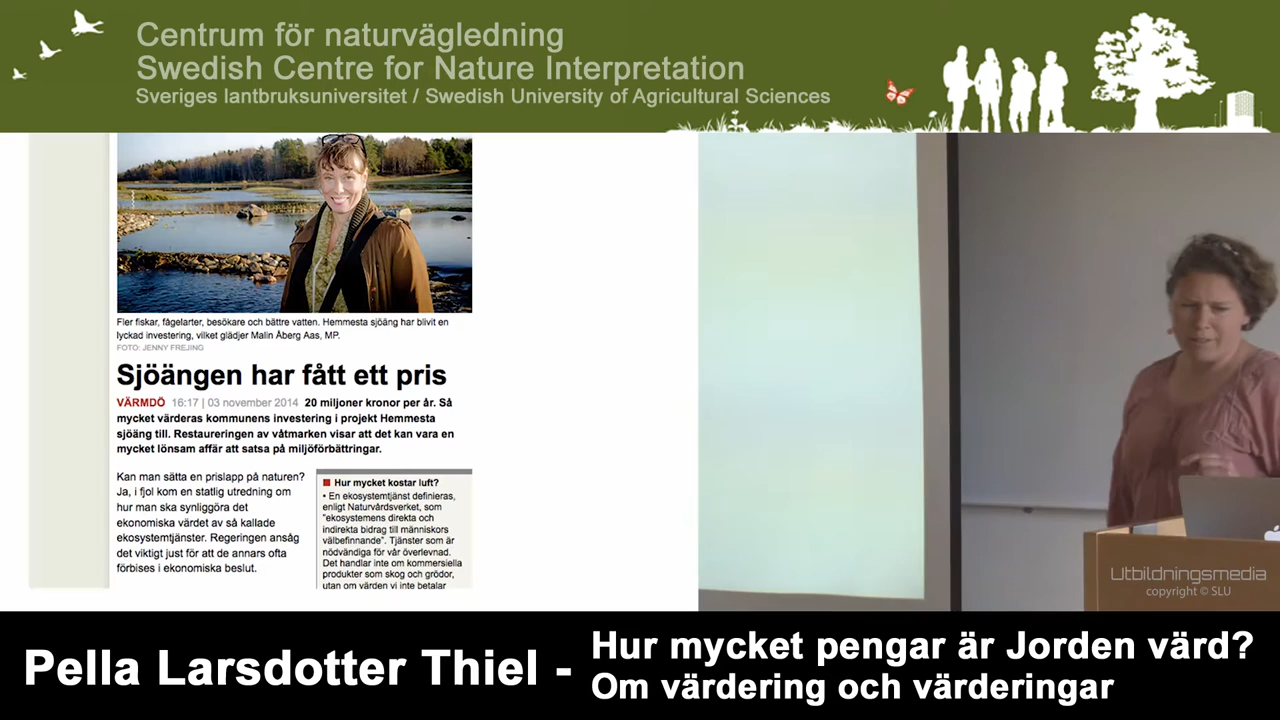 Centrum för naturvägledning
Swedish Centre for Nature Interpretation
Sveriges lantbruksuniversitet / Swedish University of Agricultural Sciences
Fler fiskar, fågelarter, besökare och bättre vatten. Hemmesta sjöäng har blivit en
lyckad investering, vilket glädjer Malin Åberg Aas, MP.
FOTO: JENNY FREJING
Sjöängen har fått ett pris
VÄRMDÖ 16:17 | 03 november 2014 20 miljoner kronor per år. Så
mycket värderas kommunens investering i projekt Hemmesta
sjöäng till. Restaureringen av våtmarken visar att det kan vara en
mycket lönsam affär att satsa på miljöförbättringar.
Kan man sätta en prislapp på naturen?
Ja, i fjol kom en statlig utredning om
hur man ska synliggöra det
ekonomiska värdet av så kallade
ekosystemtjänster. Regeringen ansåg
det viktigt just för att de annars ofta
förbises i ekonomiska beslut.
Hur mycket kostar luft?
• En ekosystemtjänst definieras,
enligt Naturvårdsverket, som
"ekosystemens direkta och
indirekta bidrag till människors
välbefinnande". Tjänster som är
nödvändiga för vår överlevnad.
Det handlar inte om kommersiella
produkter som skog och grödor,
utan om värden vi inte betalar
Utbildningsmedia
copyright © SLU
Pella Larsdotter Thiel -
Hur mycket pengar är Jorden värd?
Om värdering och värderingar